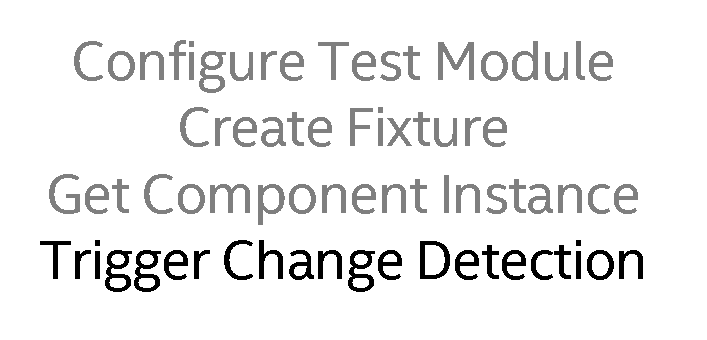 Configure Test Module
Create Fixture
Get Component Instance
Trigger Change Detection